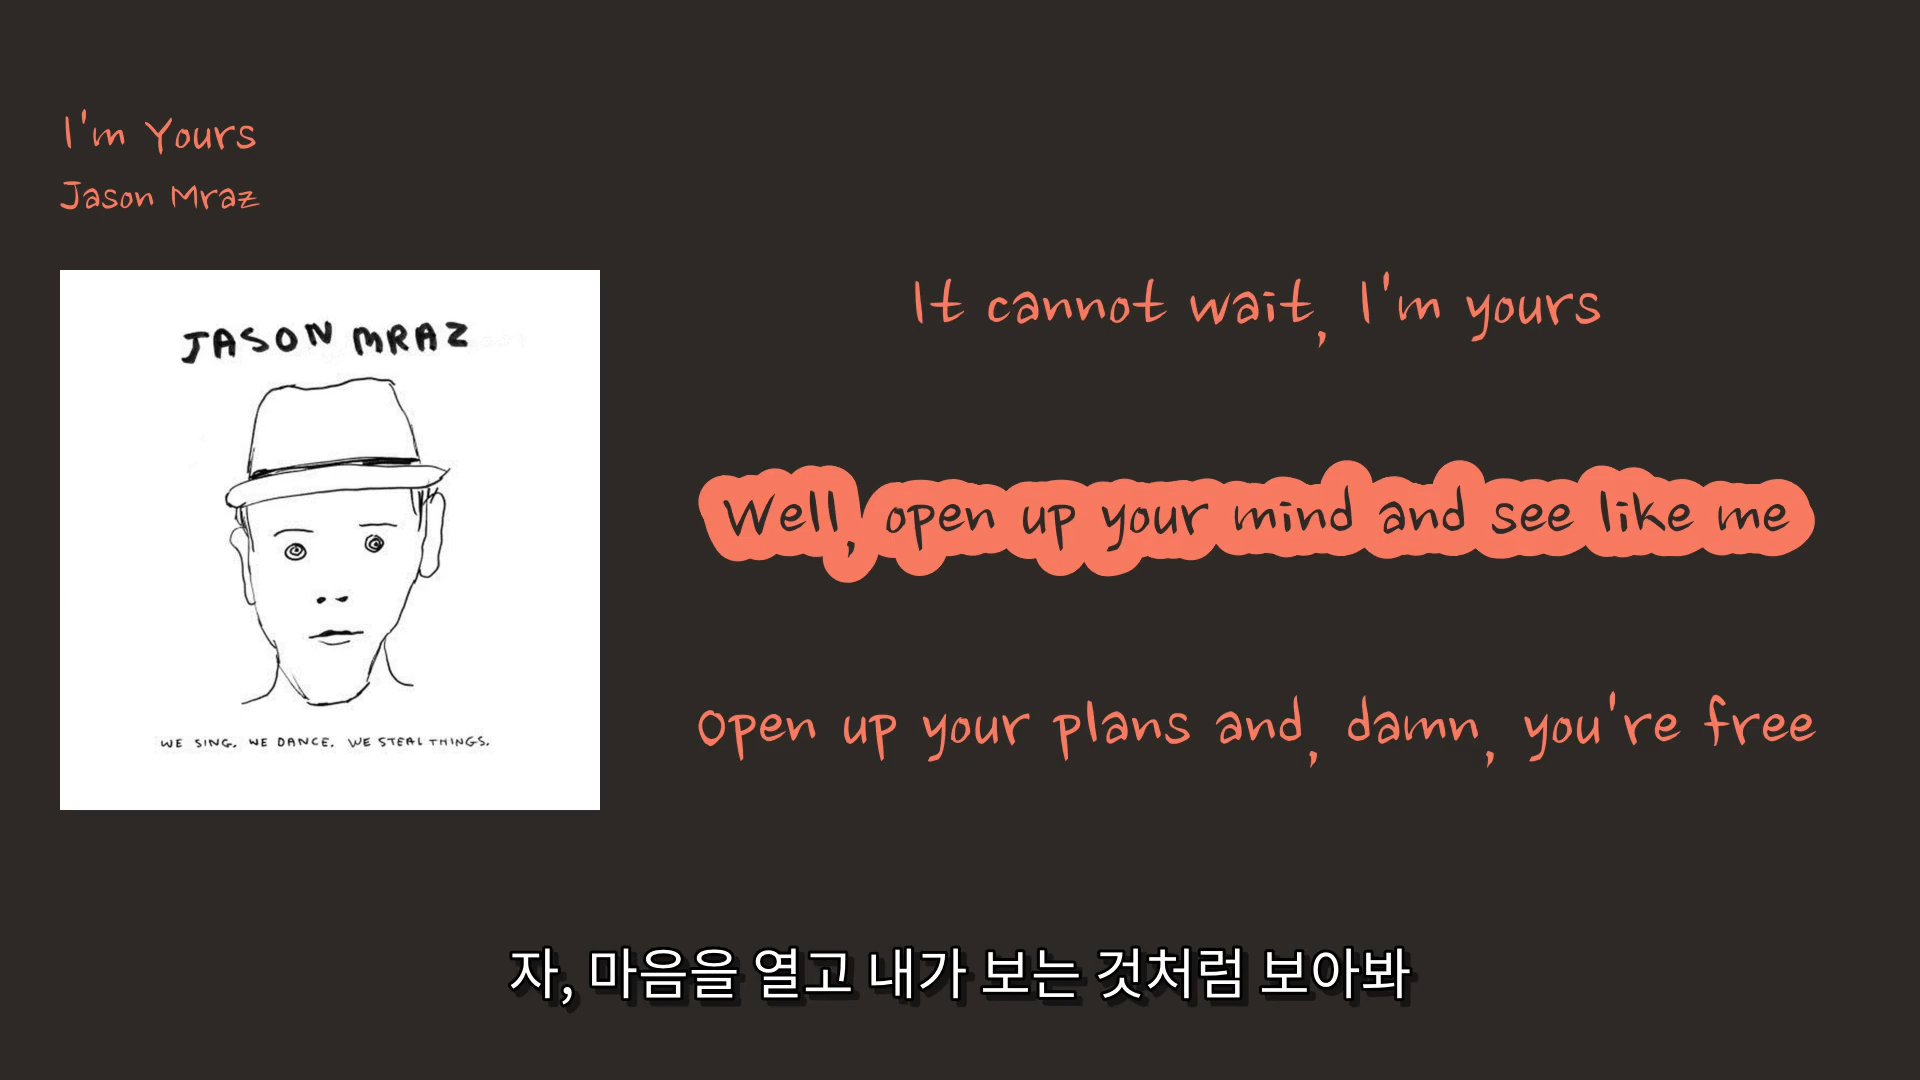 I'm Yours
Jason Mraz
JASON MRAZ
WE SING. WE DANCE. WE STEAL THINGS.
It cannot wait, I'm yours
Well, open up your mind and see like me
Open up your plans and, damn, you're free
자, 마음을 열고 내가 보는 것처럼 보아봐